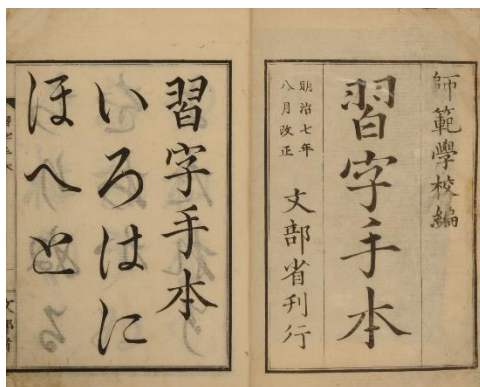 師範學校編
習字手本
明治七年
八月改正
文部省刊行
習字手本
いろはに
ほへと